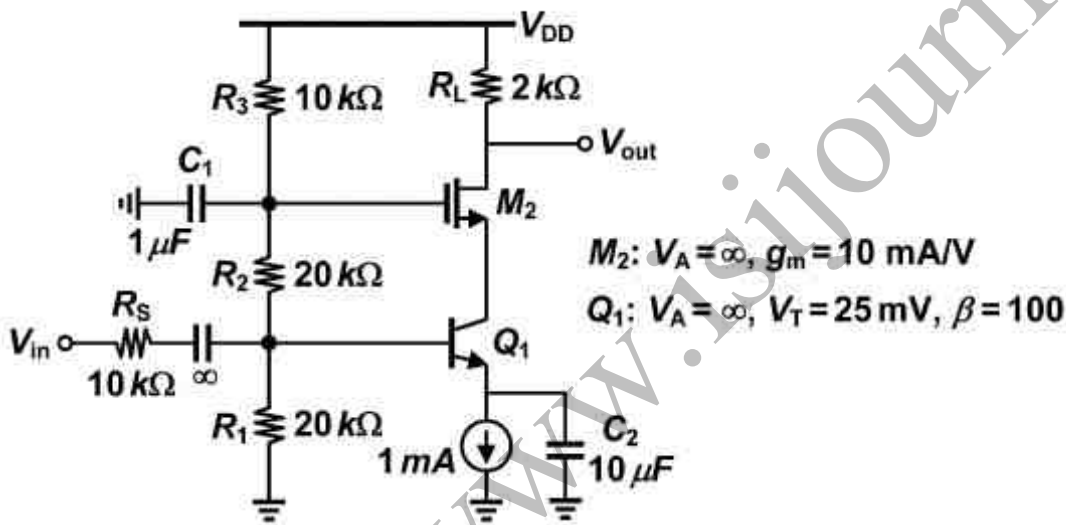 V_DD
R_3 10 kΩ
R_L 2 kΩ
V_out
C_1
1 μF
M_2
R_2 20 kΩ
R_S
V_in
10 kΩ ∞
Q_1
R_1 20 kΩ
1 mA
C_2
10 μF
M_2: V_A = ∞, g_m = 10 mA/V
Q_1: V_A = ∞, V_T = 25 mV, β = 100
www.isijourn